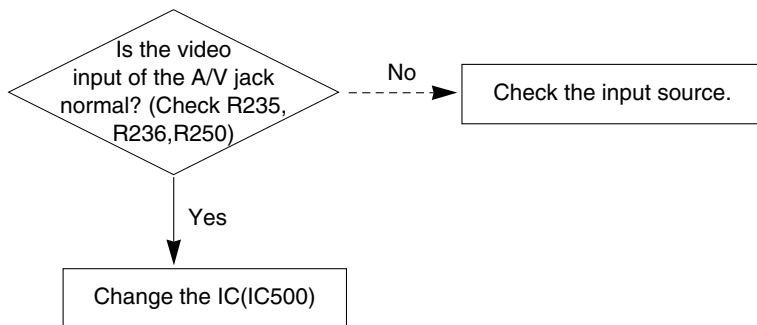 Is the video
input of the A/V jack
normal? (Check R235,
R236,R250)
No
Check the input source.
Yes
Change the IC(IC500)